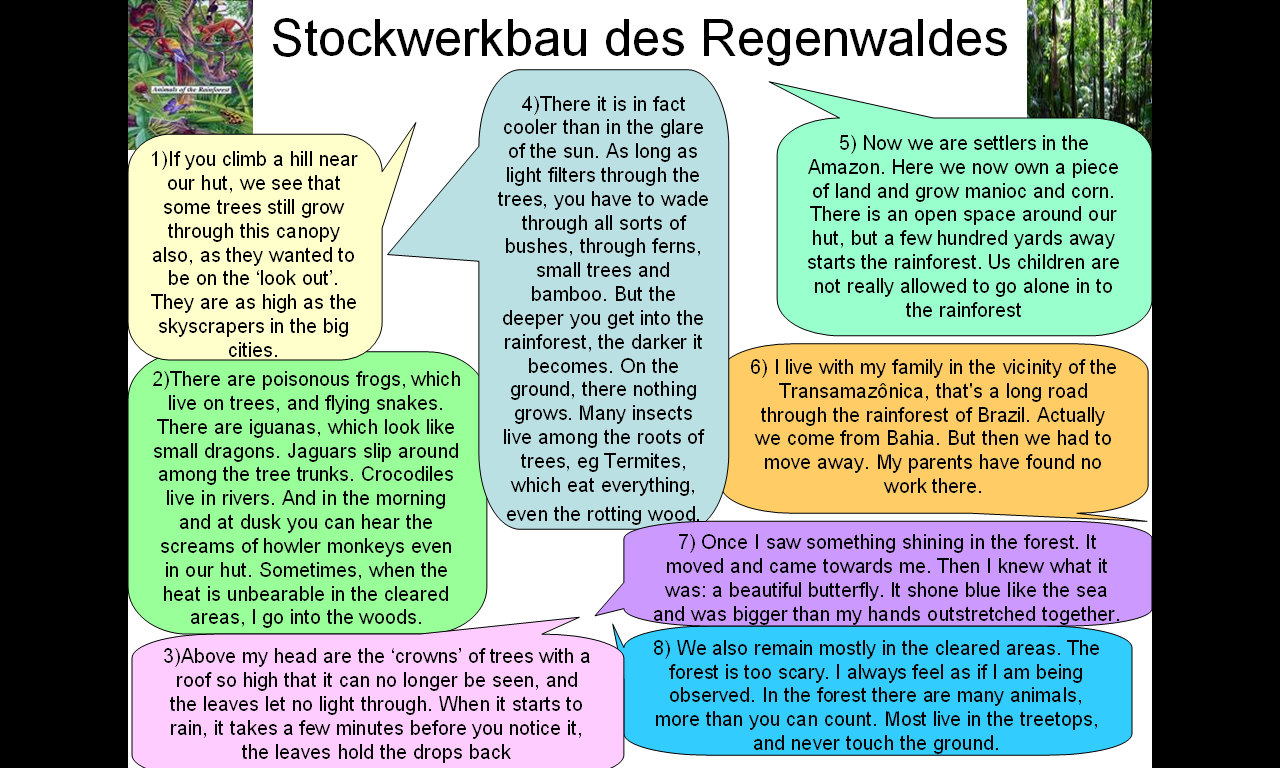 Stockwerkbau des Regenwaldes
Animals of the Rainforest
1)If you climb a hill near
our hut, we see that
some trees still grow
through this canopy
also, as they wanted to
be on the ‘look out’.
They are as high as the
skyscrapers in the big
cities.
2)There are poisonous frogs, which
live on trees, and flying snakes.
There are iguanas, which look like
small dragons. Jaguars slip around
among the tree trunks. Crocodiles
live in rivers. And in the morning
and at dusk you can hear the
screams of howler monkeys even
in our hut. Sometimes, when the
heat is unbearable in the cleared
areas, I go into the woods.
3)Above my head are the ‘crowns’ of trees with a
roof so high that it can no longer be seen, and
the leaves let no light through. When it starts to
rain, it takes a few minutes before you notice it,
the leaves hold the drops back
4)There it is in fact
cooler than in the glare
of the sun. As long as
light filters through the
trees, you have to wade
through all sorts of
bushes, through ferns,
small trees and
bamboo. But the
deeper you get into the
rainforest, the darker it
becomes. On the
ground, there nothing
grows. Many insects
live among the roots of
trees, eg Termites,
which eat everything,
even the rotting wood.
5) Now we are settlers in the
Amazon. Here we now own a piece
of land and grow manioc and corn.
There is an open space around our
hut, but a few hundred yards away
starts the rainforest. Us children are
not really allowed to go alone in to
the rainforest
6) I live with my family in the vicinity of the
Transamazônica, that's a long road
through the rainforest of Brazil. Actually
we come from Bahia. But then we had to
move away. My parents have found no
work there.
7) Once I saw something shining in the forest. It
moved and came towards me. Then I knew what it
was: a beautiful butterfly. It shone blue like the sea
and was bigger than my hands outstretched together.
8) We also remain mostly in the cleared areas. The
forest is too scary. I always feel as if I am being
observed. In the forest there are many animals,
more than you can count. Most live in the treetops,
and never touch the ground.